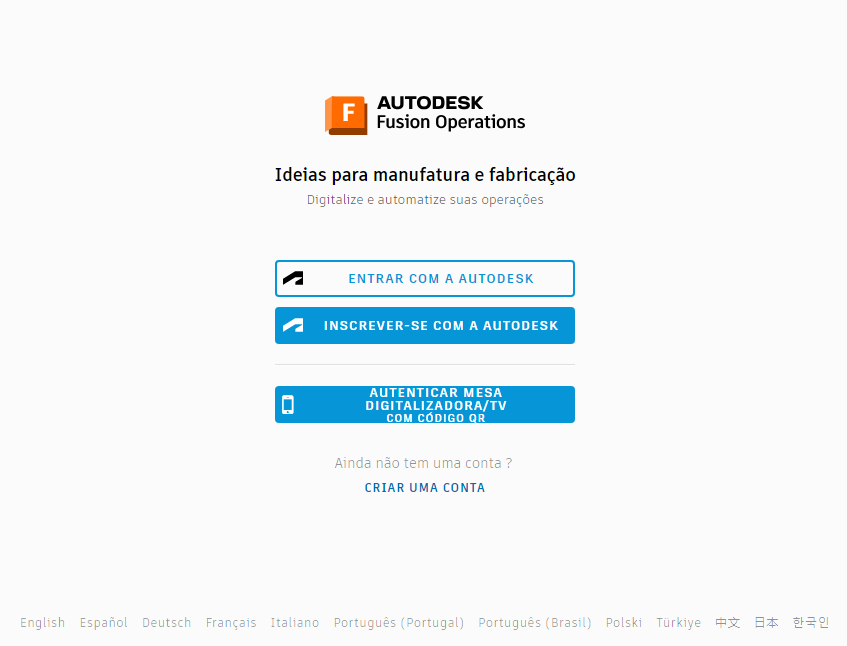 F
AUTODESK
Fusion Operations
Ideias para manufatura e fabricação
Digitalize e automatize suas operações
ENTRAR COM A AUTODESK
INSCREVER-SE COM A AUTODESK
AUTENTICAR MESA
DIGITALIZADORA/TV
COM CÓDIGO QR
Ainda não tem uma conta ?
CRIAR UMA CONTA
English Español Deutsch Français Italiano Português (Portugal) Português (Brasil) Polski Türkiye 中文 日本 한국인